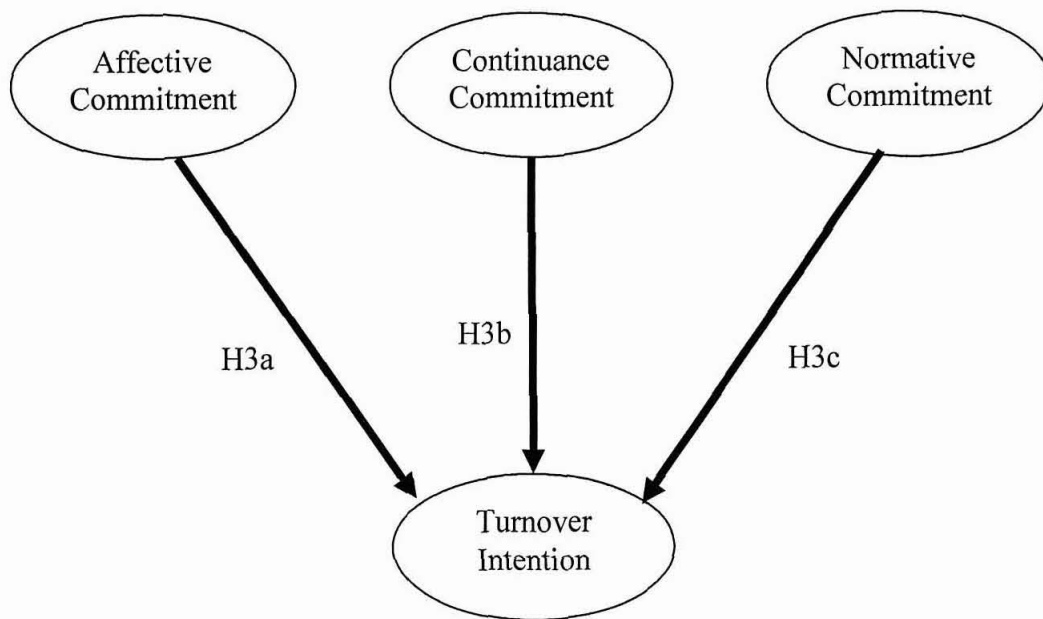 Affective
Commitment
Continuance
Commitment
Normative
Commitment
H3a
H3b
H3c
Turnover
Intention